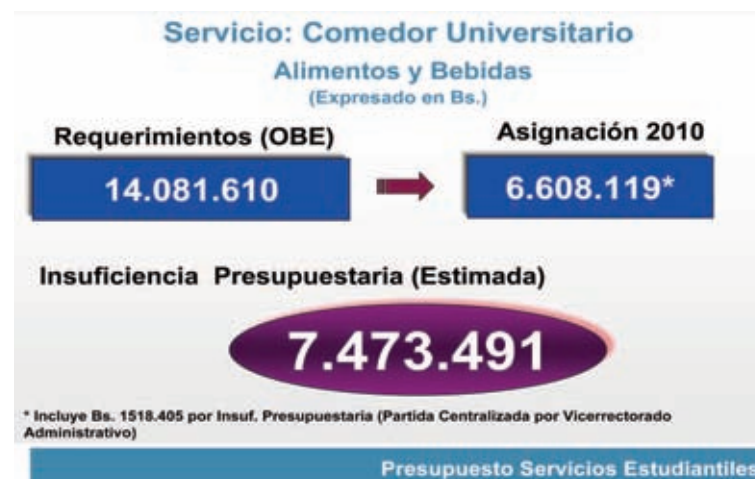 Servicio: Comedor Universitario
Alimentos y Bebidas
(Expresado en Bs.)
Requerimientos (OBE)
Asignación 2010
14.081.610
6.608.119*
Insuficiencia Presupuestaria (Estimada)
7.473.491
* Incluye Bs. 1518.405 por Insuf. Presupuestaria (Partida Centralizada por Vicerrectorado
Administrativo)
Presupuesto Servicios Estudiantiles